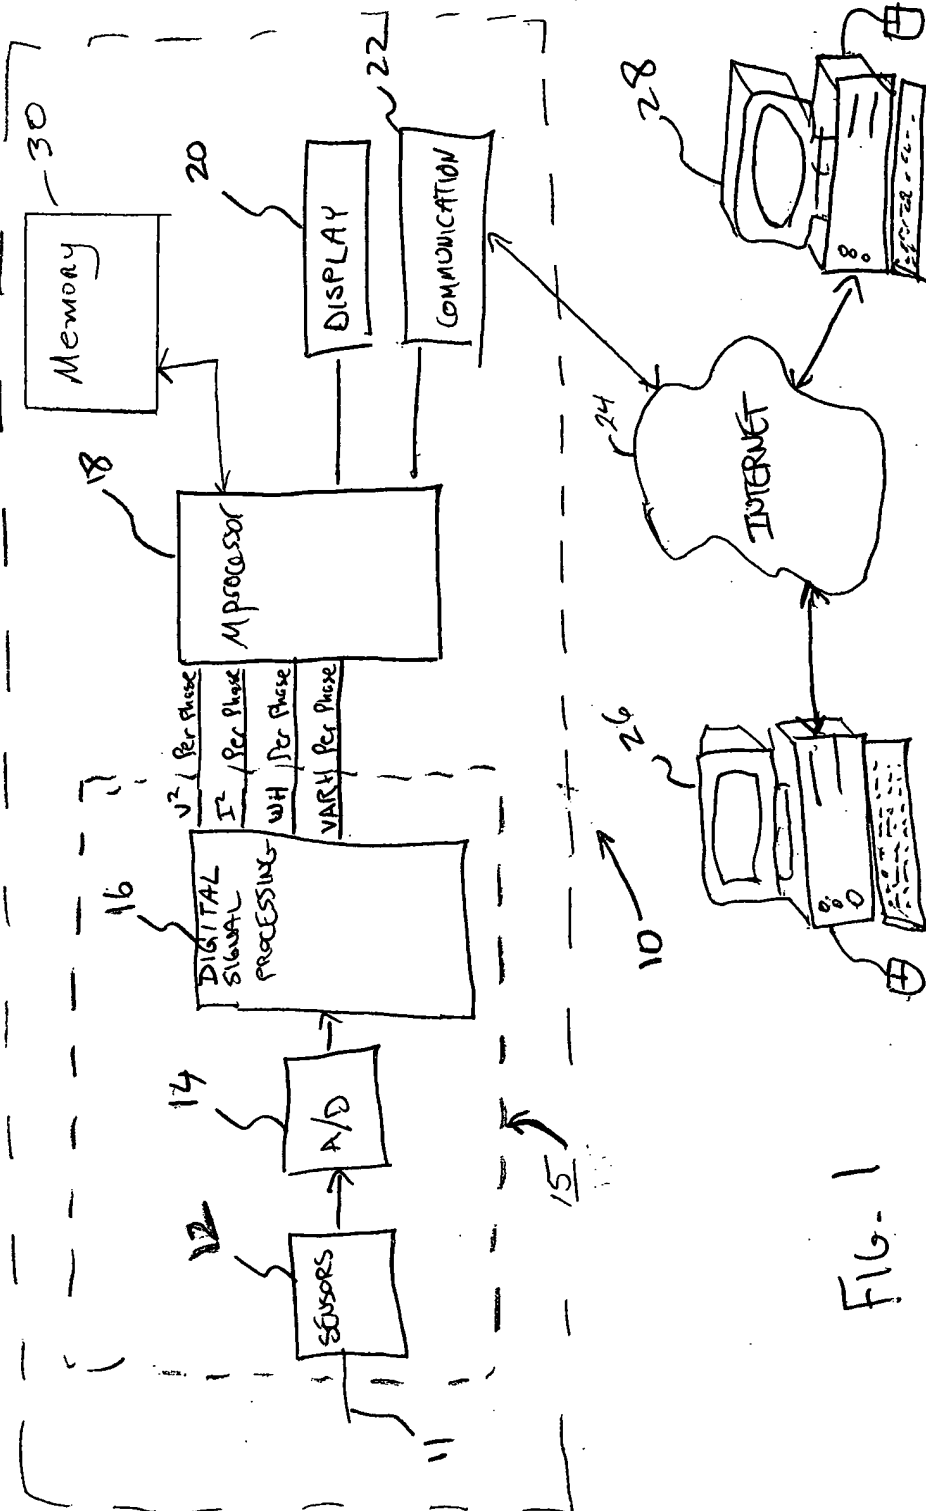 30
Memory
22
20
DISPLAY
COMMUNICATION
18
Mprocessor
V² / Per Phase
I² / Per Phase
WH / Per Phase
VARH / Per Phase
16
DIGITAL
SIGNAL
PROCESSING
14
A/D
12
SENSORS
11
15
10
24
INTERNET
26
28
FIG. 1